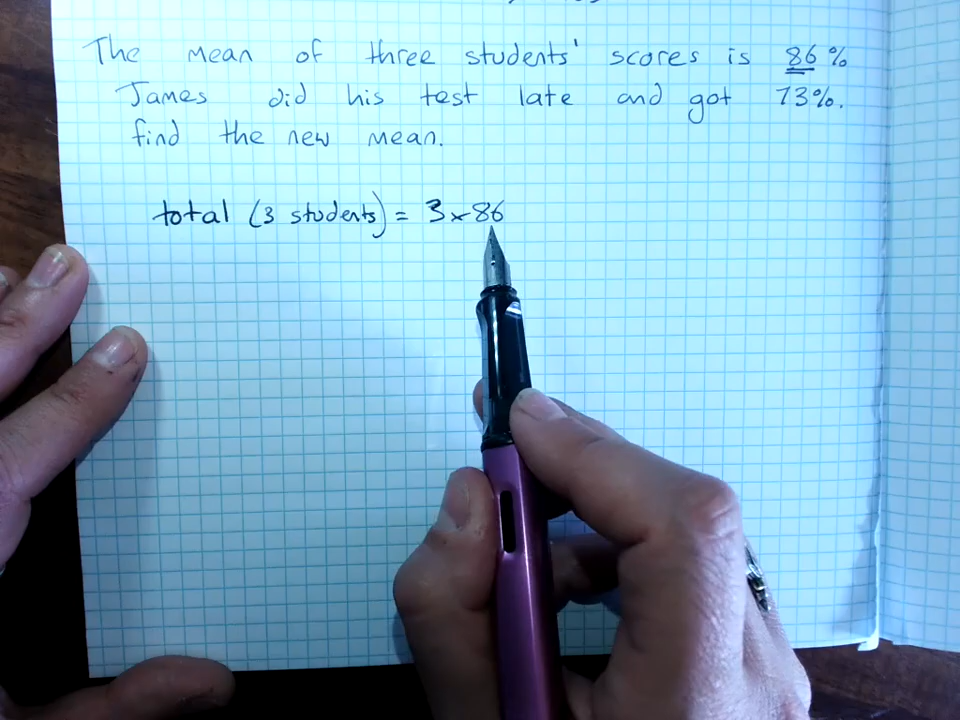 The mean of three students' scores is 86%
James did his test late and got 73%.
find the new mean.
total (3 students) = 3 × 86